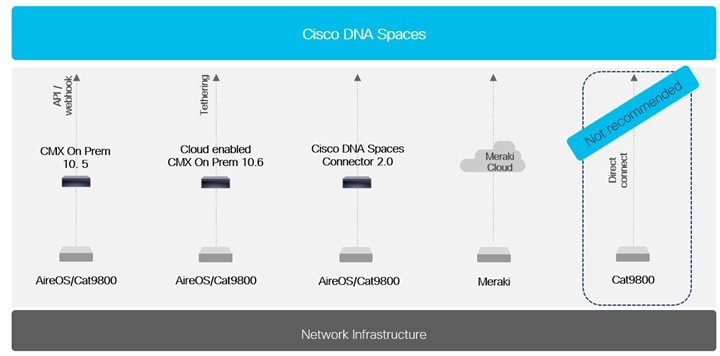 Cisco DNA Spaces
API /
webhook
CMX On Prem
10. 5
AireOS/Cat9800
Tethering
Cloud enabled
CMX On Prem 10.6
AireOS/Cat9800
Cisco DNA Spaces
Connector 2.0
AireOS/Cat9800
Meraki
Cloud
Meraki
Not recommended
Direct
connect
Cat9800
Network Infrastructure